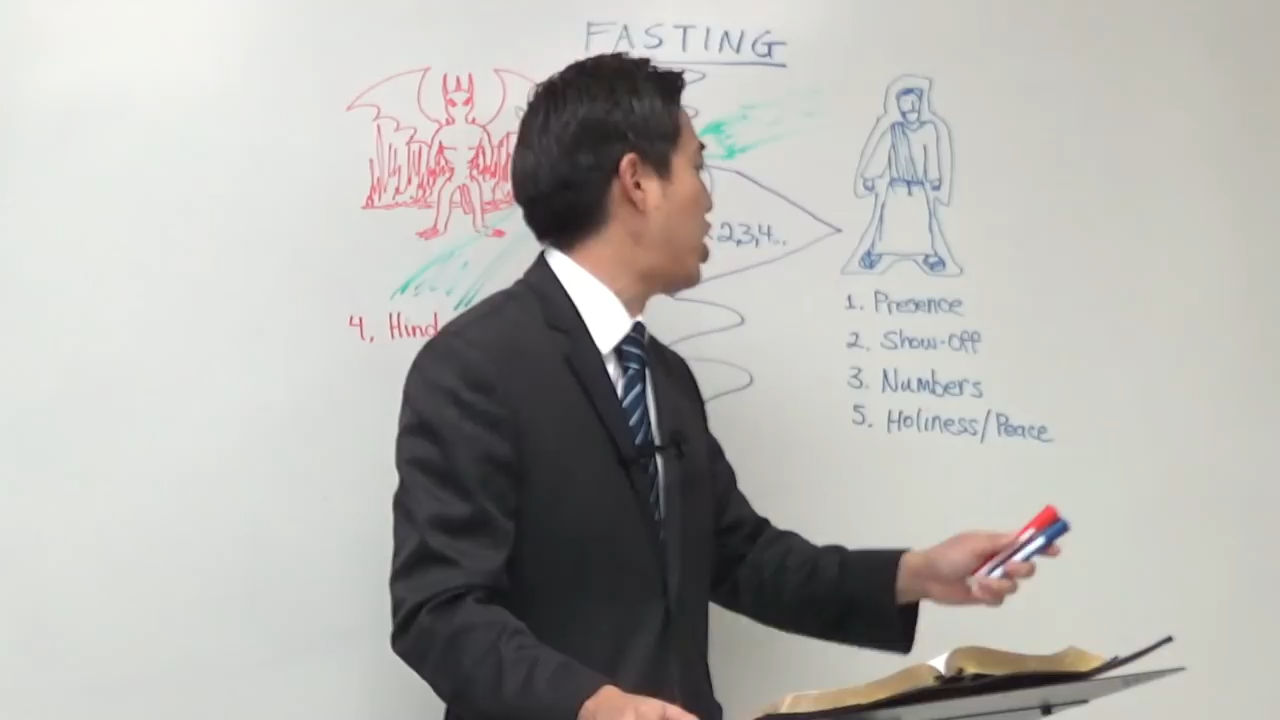 FASTING
2,3,4..
4. Hind
1. Presence
2. Show-Off
3. Numbers
5. Holiness/Peace